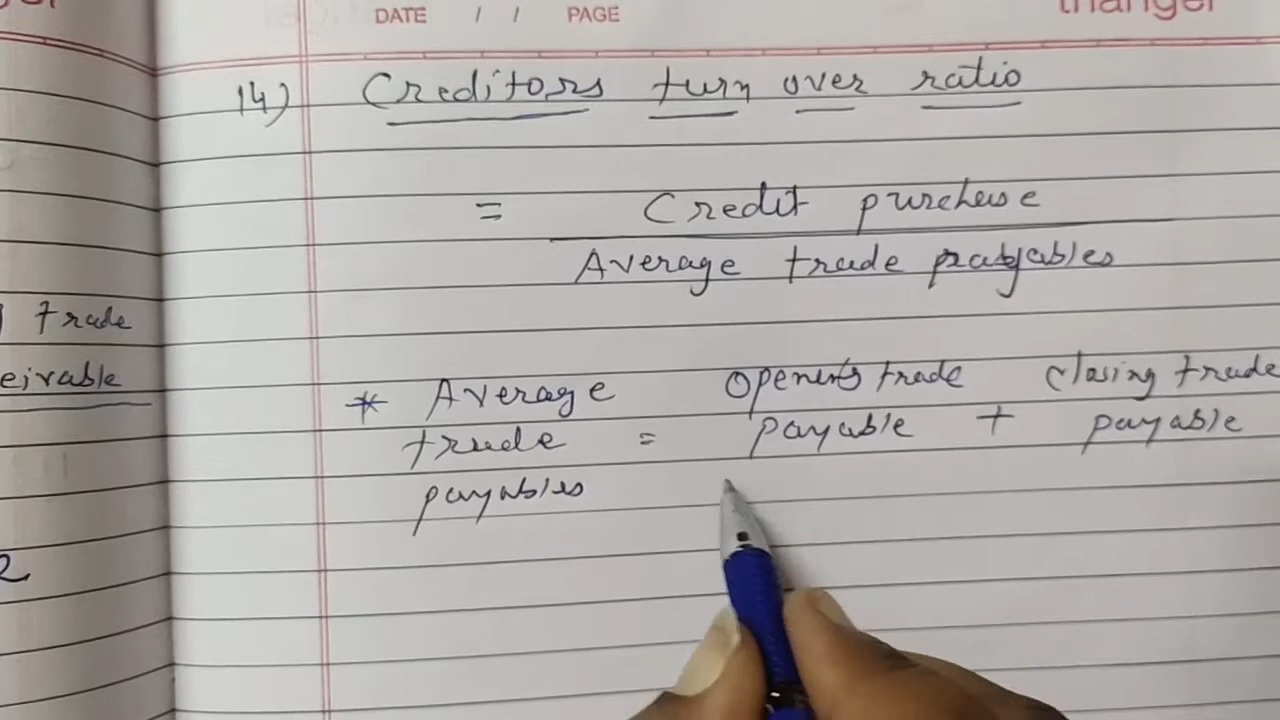 DATE / / PAGE
14) Creditors turn over ratio
= Credit purchase
Average trade payables
trade
eivable
* Average Opening trade closing trade
trade = payable + payable
payables